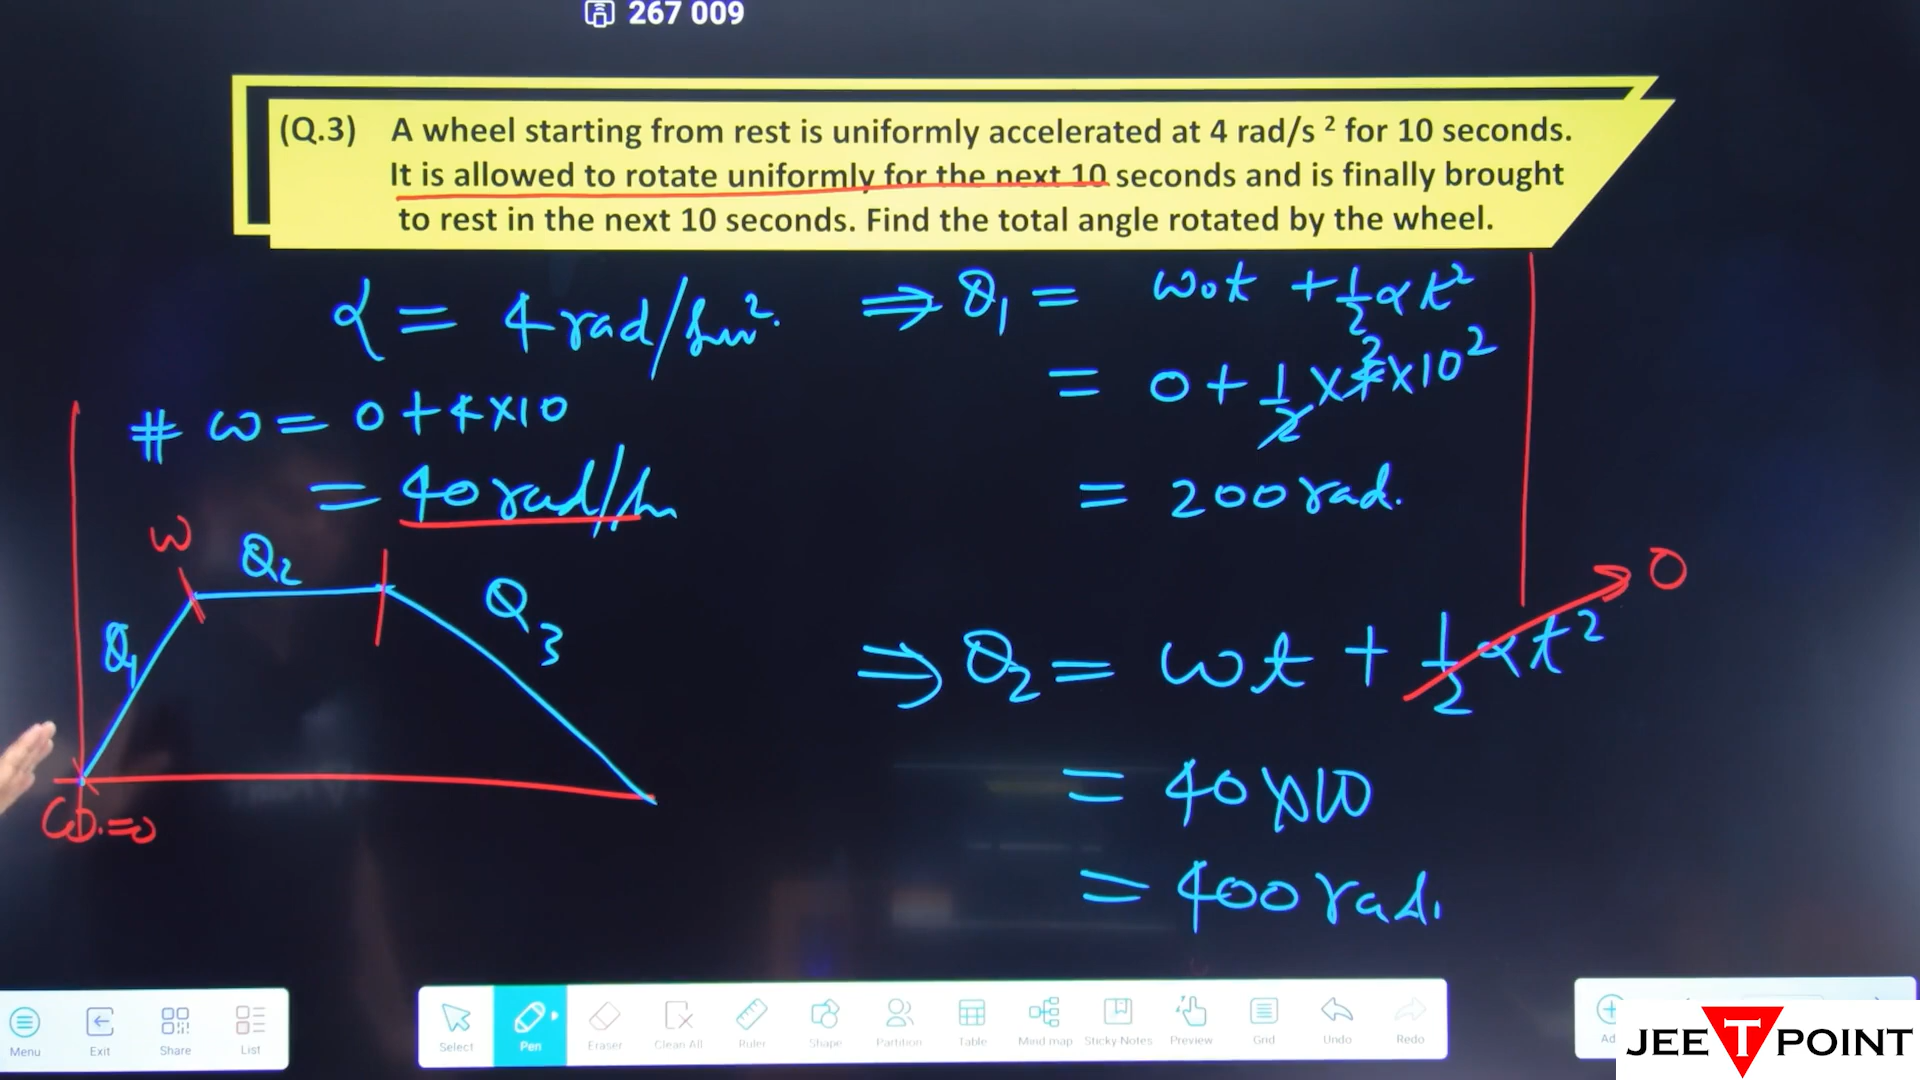 267 009
(Q.3) A wheel starting from rest is uniformly accelerated at 4 rad/s ² for 10 seconds.
It is allowed to rotate uniformly for the next 10 seconds and is finally brought
to rest in the next 10 seconds. Find the total angle rotated by the wheel.
α = 4 rad/sec².
# ω = 0 + 4 × 10
= 40 rad/s
ω
θ1
θ2
θ3
ω.=0
⇒ θ1 = ω0t + 1/2 αt²
= 0 + 1/2 × 4 2 × 10²
= 200 rad.
⇒ θ2 = ωt + 1/2 αt² → 0
= 40 × 10
= 400 rad.
Menu Exit Share List
Select Pen Eraser Clean All Ruler Shape Partition Table Mind map Sticky Notes Preview Grid Undo Redo
JEE T POINT